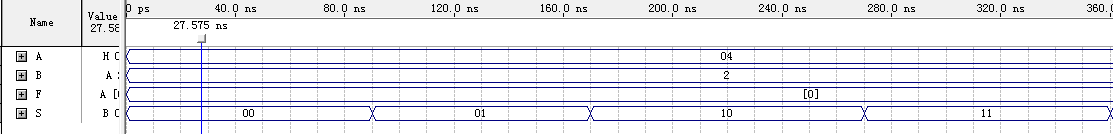 Name Value 27.58 0 ps 40.0 ns 80.0 ns 120.0 ns 160.0 ns 200.0 ns 240.0 ns 280.0 ns 320.0 ns 360.0
27.575 ns
A H 04
B A 2
F A [0]
S B 00 01 10 11